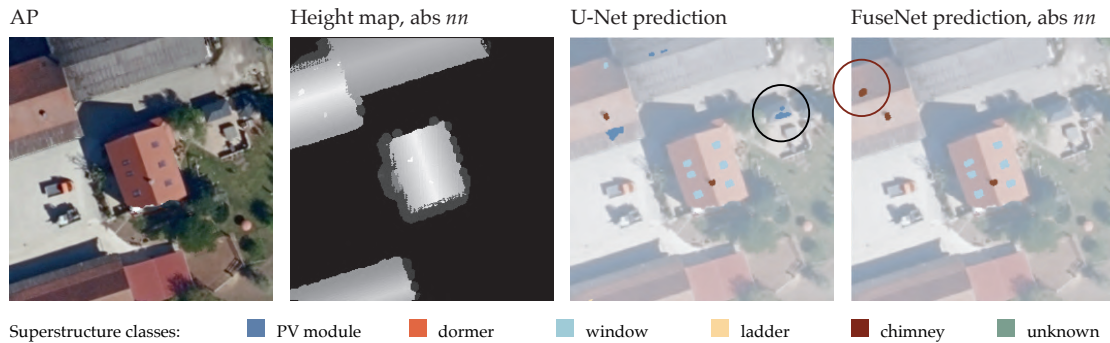 AP
Height map, abs nn
U-Net prediction
FuseNet prediction, abs nn
Superstructure classes: PV module dormer window ladder chimney unknown